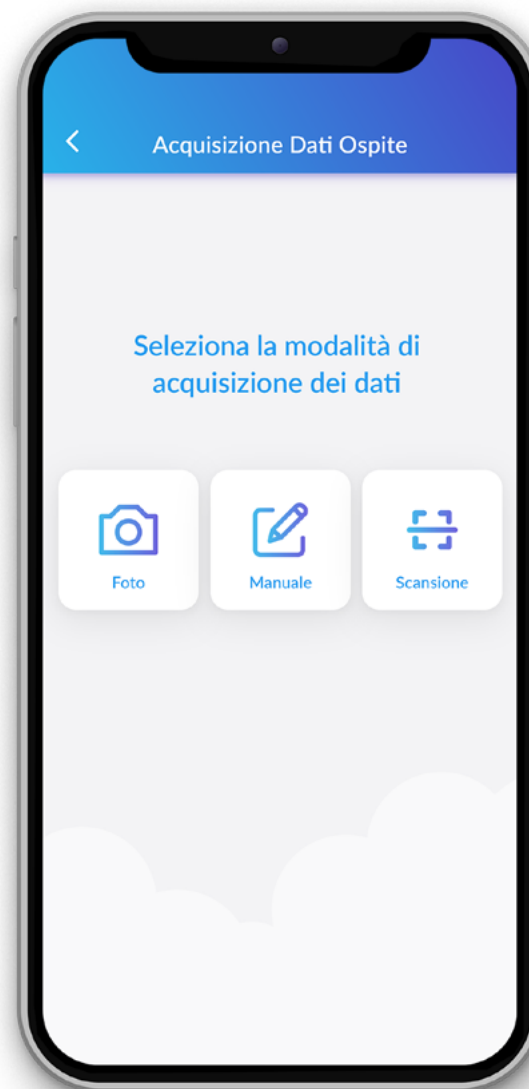 Acquisizione Dati Ospite
Seleziona la modalità di
acquisizione dei dati
Foto
Manuale
Scansione